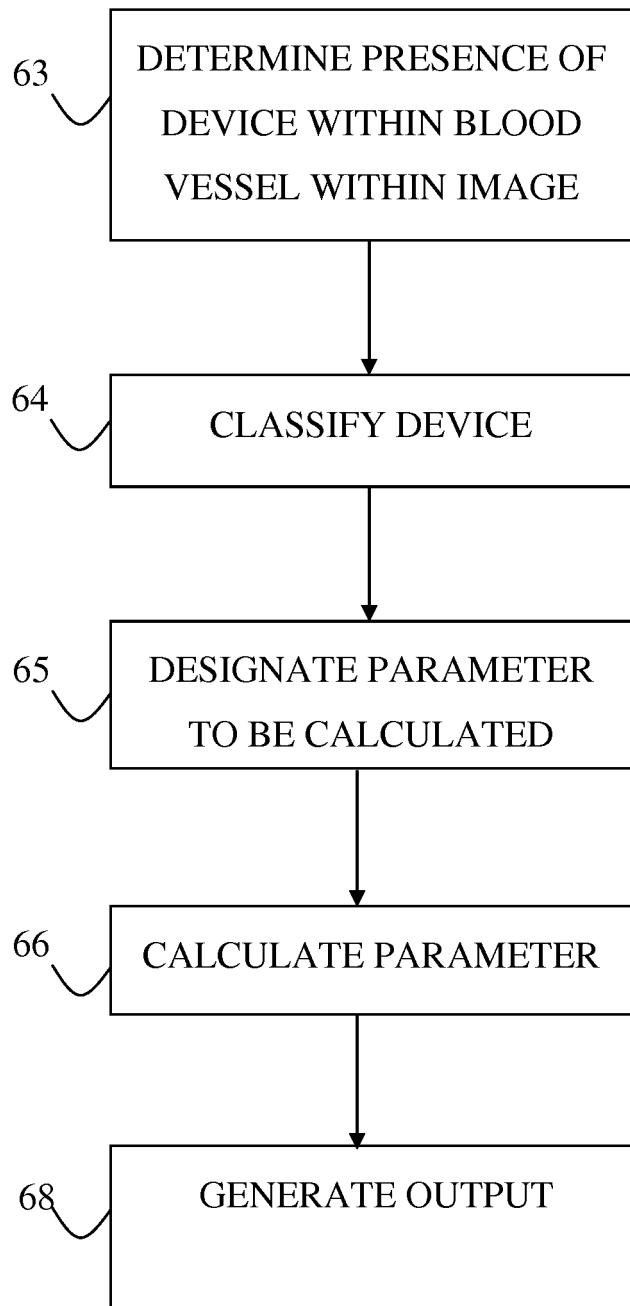 63
DETERMINE PRESENCE OF
DEVICE WITHIN BLOOD
VESSEL WITHIN IMAGE
64
CLASSIFY DEVICE
65
DESIGNATE PARAMETER
TO BE CALCULATED
66
CALCULATE PARAMETER
68
GENERATE OUTPUT